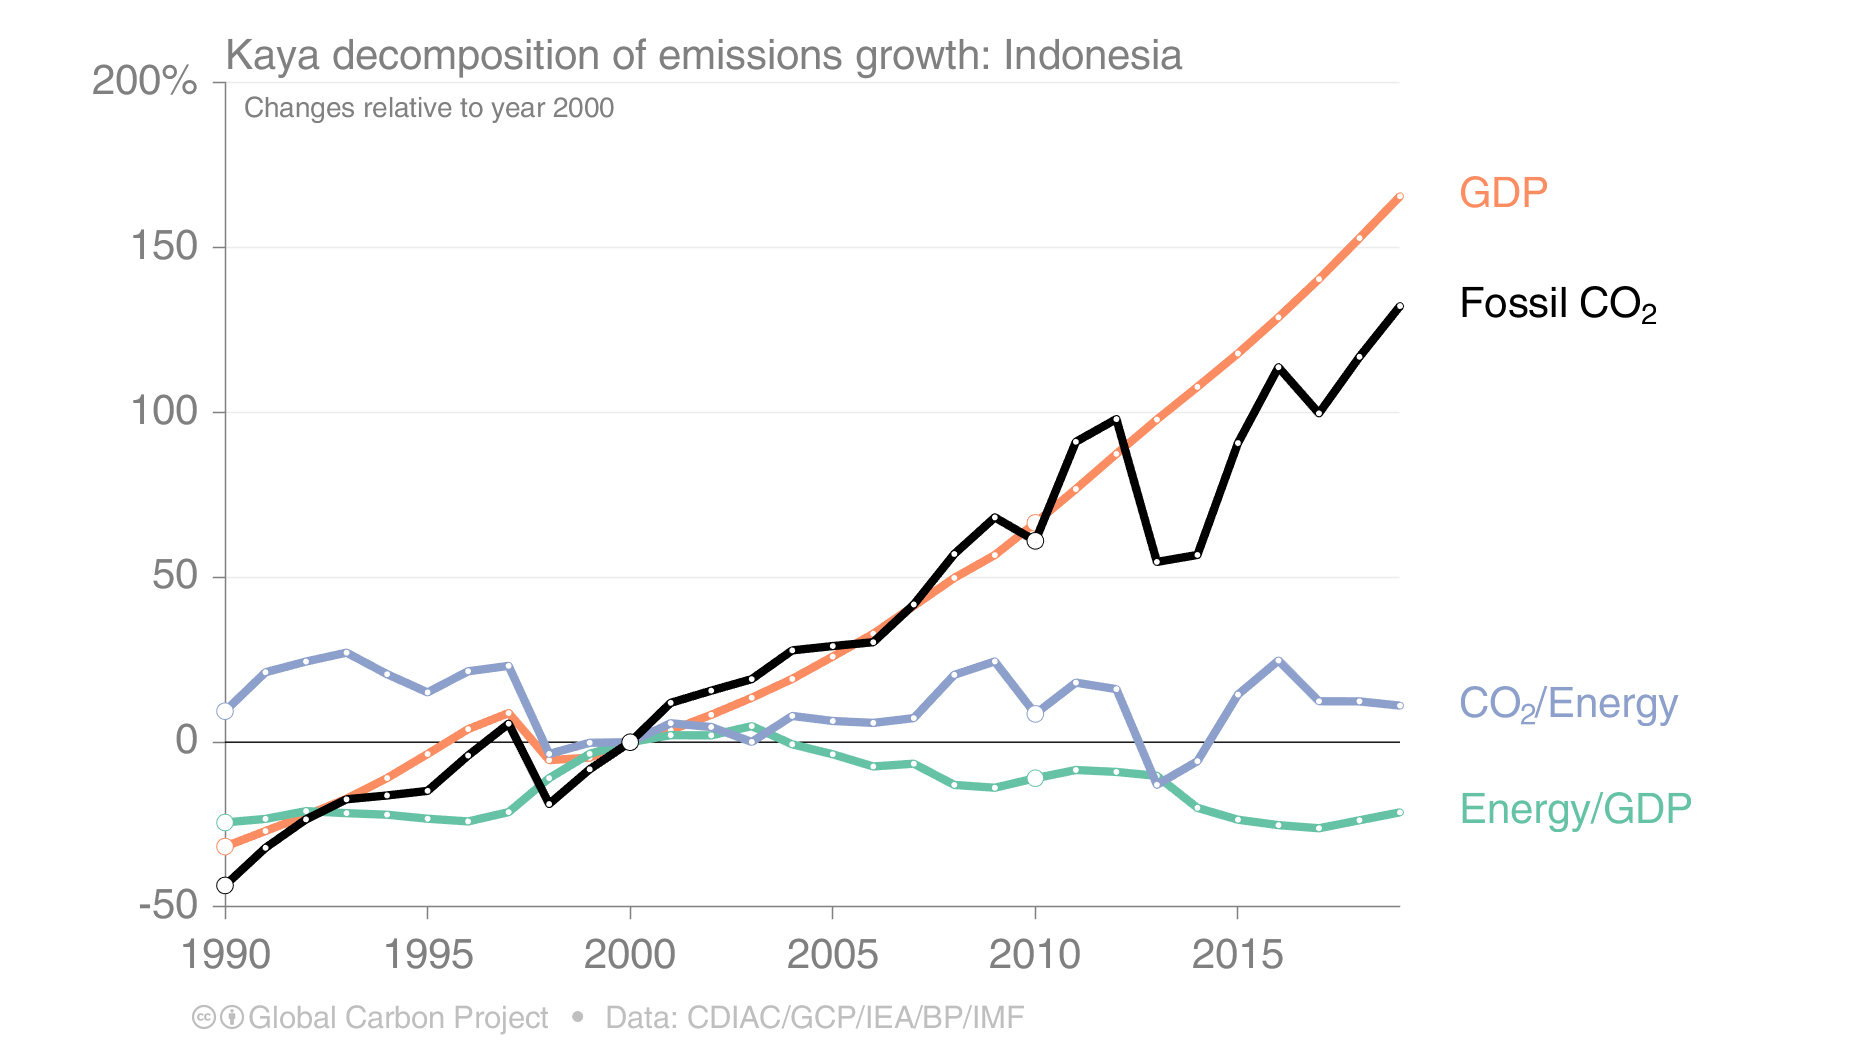 Kaya decomposition of emissions growth: Indonesia
Changes relative to year 2000
200%
150
100
50
0
-50
1990 1995 2000 2005 2010 2015
GDP
Fossil CO₂
CO₂/Energy
Energy/GDP
cc Global Carbon Project • Data: CDIAC/GCP/IEA/BP/IMF